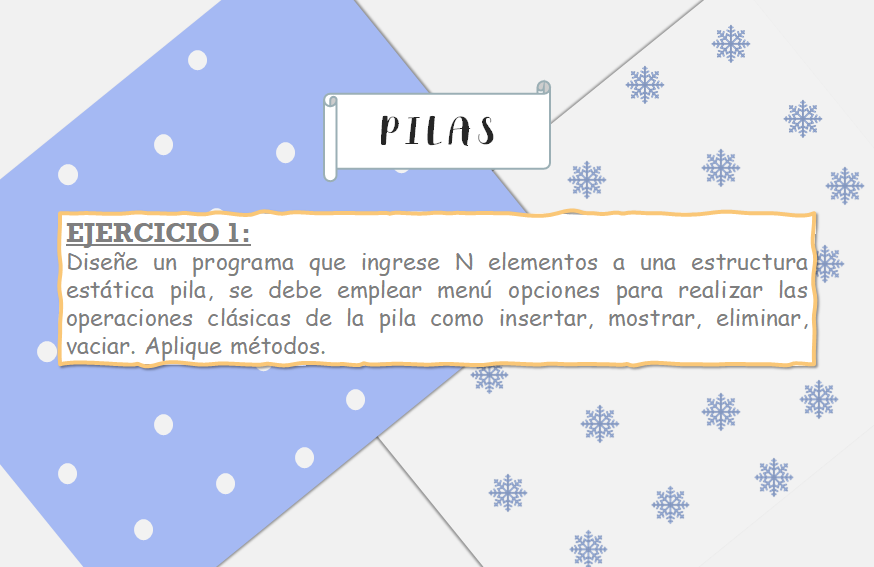 PILAS
EJERCICIO 1:
Diseñe un programa que ingrese N elementos a una estructura
estática pila, se debe emplear menú opciones para realizar las
operaciones clásicas de la pila como insertar, mostrar, eliminar,
vaciar. Aplique métodos.